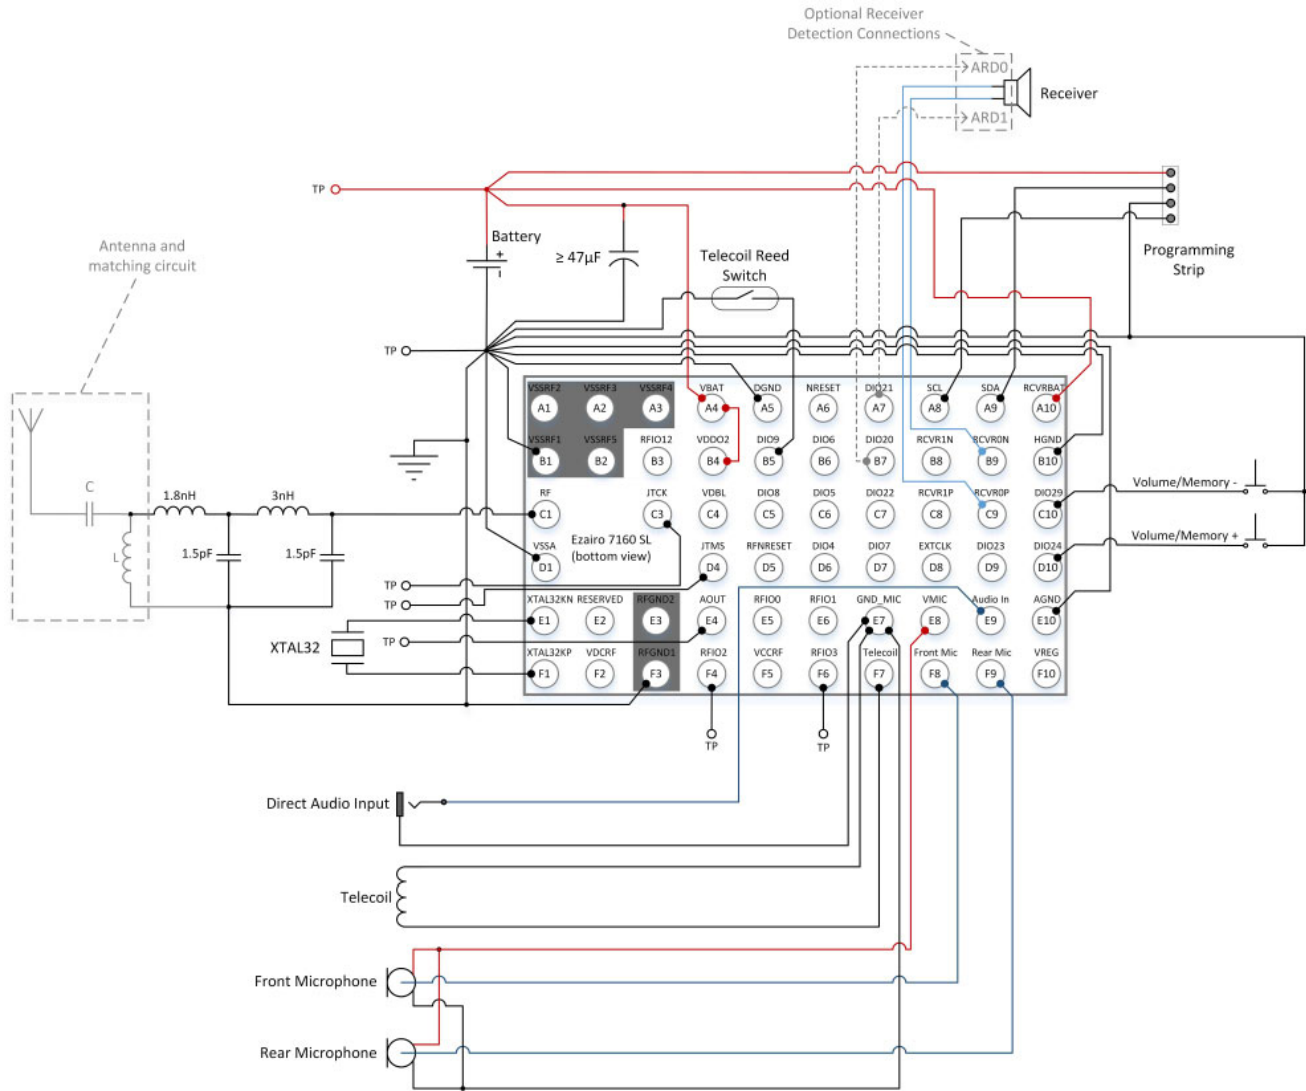 Optional Receiver
Detection Connections
ARD0
Receiver
ARD1
TP
Antenna and
matching circuit
Battery
+
-
≥ 47µF
Telecoil Reed
Switch
Programming
Strip
TP
VSSRF2 VSSRF3 VSSRF4 VBAT DGND NRESET DIO21 SCL SDA RCVRBAT
A1 A2 A3 A4 A5 A6 A7 A8 A9 A10
VSSRF1 VSSRF5 RFIO12 VDDO2 DIO9 DIO6 DIO20 RCVR1N RCVR0N HGND
B1 B2 B3 B4 B5 B6 B7 B8 B9 B10
C
1.8nH
3nH
RF JTCK VDBL DIO8 DIO5 DIO22 RCVR1P RCVR0P DIO29
C1 C3 C4 C5 C6 C7 C8 C9 C10
Volume/Memory -
L
1.5pF
1.5pF
Ezairo 7160 SL
(bottom view)
VSSA JTMS RFNRESET DIO4 DIO7 EXTCLK DIO23 DIO24
D1 D4 D5 D6 D7 D8 D9 D10
Volume/Memory +
TP
TP
XTAL32KN RESERVED RFGND2 AOUT RFIO0 RFIO1 GND_MIC VMIC Audio In AGND
E1 E2 E3 E4 E5 E6 E7 E8 E9 E10
XTAL32
TP
XTAL32KP VDCRF RFGND1 RFIO2 VCCRF RFIO3 Telecoil Front Mic Rear Mic VREG
F1 F2 F3 F4 F5 F6 F7 F8 F9 F10
TP
TP
Direct Audio Input
Telecoil
Front Microphone
Rear Microphone